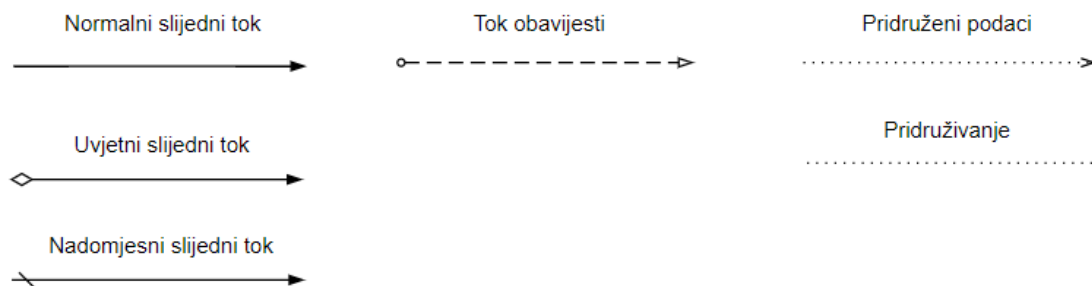 Normalni slijedni tok
Tok obavijesti
Pridruženi podaci
Uvjetni slijedni tok
Pridruživanje
Nadomjesni slijedni tok